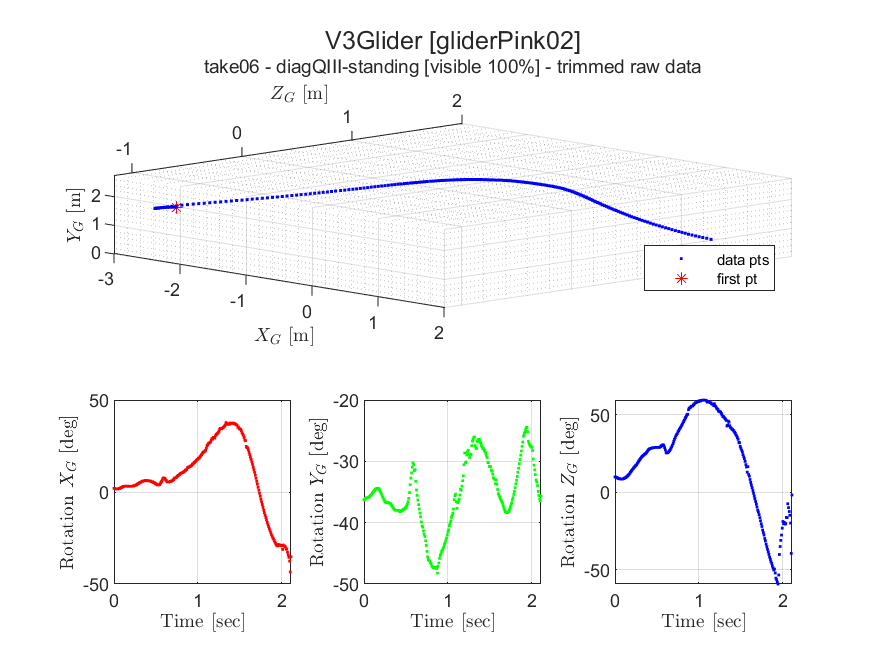 V3Glider [gliderPink02]
take06 - diagQIII-standing [visible 100%] - trimmed raw data
Z_G [m]
-1 0 1 2
Y_G [m]
2
1
0
-3 -2 -1 0 1 2
X_G [m]
data pts
first pt
Rotation X_G [deg]
50
0
-50
0 1 2
Time [sec]
Rotation Y_G [deg]
-20
-30
-40
-50
0 1 2
Time [sec]
Rotation Z_G [deg]
50
0
-50
0 1 2
Time [sec]